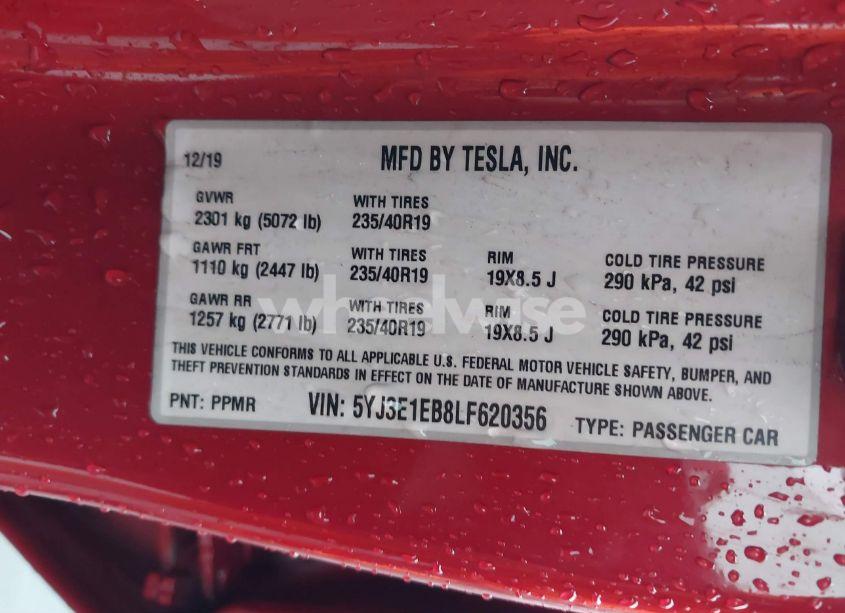 12/19 MFD BY TESLA, INC.
GVWR WITH TIRES
2301 kg (5072 lb) 235/40R19
GAWR FRT WITH TIRES RIM COLD TIRE PRESSURE
1110 kg (2447 lb) 235/40R19 19X8.5 J 290 kPa, 42 psi
GAWR RR WITH TIRES RIM COLD TIRE PRESSURE
1257 kg (2771 lb) 235/40R19 19X8.5 J 290 kPa, 42 psi
wheelwise
THIS VEHICLE CONFORMS TO ALL APPLICABLE U.S. FEDERAL MOTOR VEHICLE SAFETY, BUMPER, AND
THEFT PREVENTION STANDARDS IN EFFECT ON THE DATE OF MANUFACTURE SHOWN ABOVE.
PNT: PPMR VIN: 5YJ3E1EB8LF620356 TYPE: PASSENGER CAR